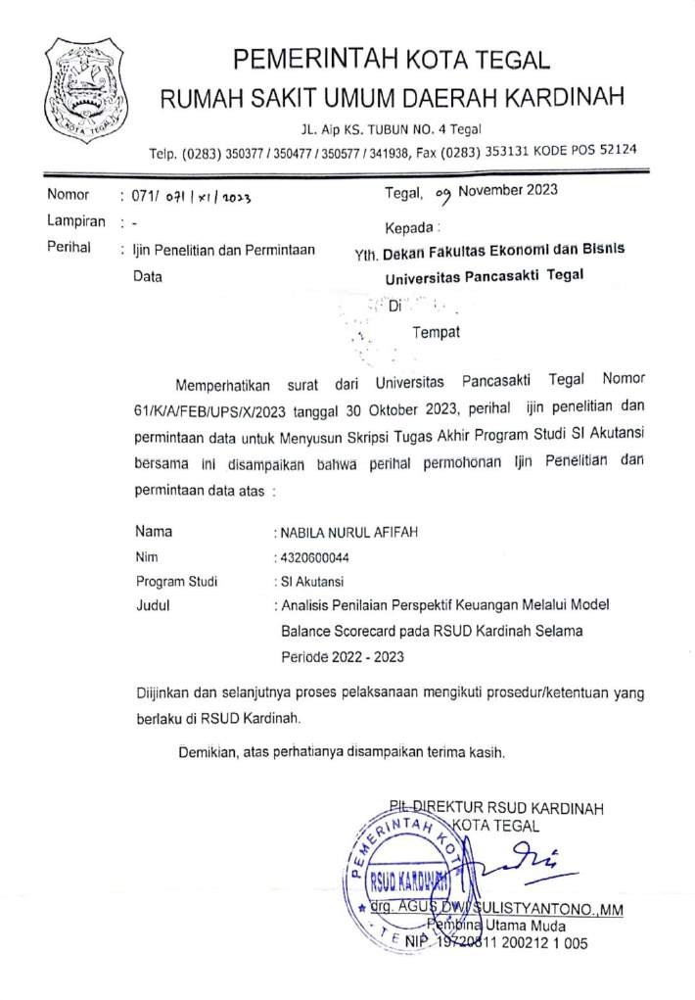 PEMERINTAH KOTA TEGAL
RUMAH SAKIT UMUM DAERAH KARDINAH
JL. Aip KS. TUBUN NO. 4 Tegal
Telp. (0283) 350377 / 350477 / 350577 / 341938, Fax (0283) 353131 KODE POS 52124
KOTA TEGAL
Nomor : 071/ 071 / XI / 2023
Tegal, 09 November 2023
Lampiran : -
Kepada :
Perihal : Ijin Penelitian dan Permintaan
Data
Yth. Dekan Fakultas Ekonomi dan Bisnis
Universitas Pancasakti Tegal
Di
Tempat
Memperhatikan surat dari Universitas Pancasakti Tegal Nomor
61/K/A/FEB/UPS/X/2023 tanggal 30 Oktober 2023, perihal ijin penelitian dan
permintaan data untuk Menyusun Skripsi Tugas Akhir Program Studi SI Akutansi
bersama ini disampaikan bahwa perihal permohonan Ijin Penelitian dan
permintaan data atas :
Nama : NABILA NURUL AFIFAH
Nim : 4320600044
Program Studi : SI Akutansi
Judul : Analisis Penilaian Perspektif Keuangan Melalui Model
Balance Scorecard pada RSUD Kardinah Selama
Periode 2022 - 2023
Diijinkan dan selanjutnya proses pelaksanaan mengikuti prosedur/ketentuan yang
berlaku di RSUD Kardinah.
Demikian, atas perhatianya disampaikan terima kasih.
Plt. DIREKTUR RSUD KARDINAH
KOTA TEGAL
PEMERINTAH KOTA
RSUD KARDINAH
TEGAL
drg. AGUS DWI SULISTYANTONO.,MM
Pembina Utama Muda
NIP. 19720811 200212 1 005